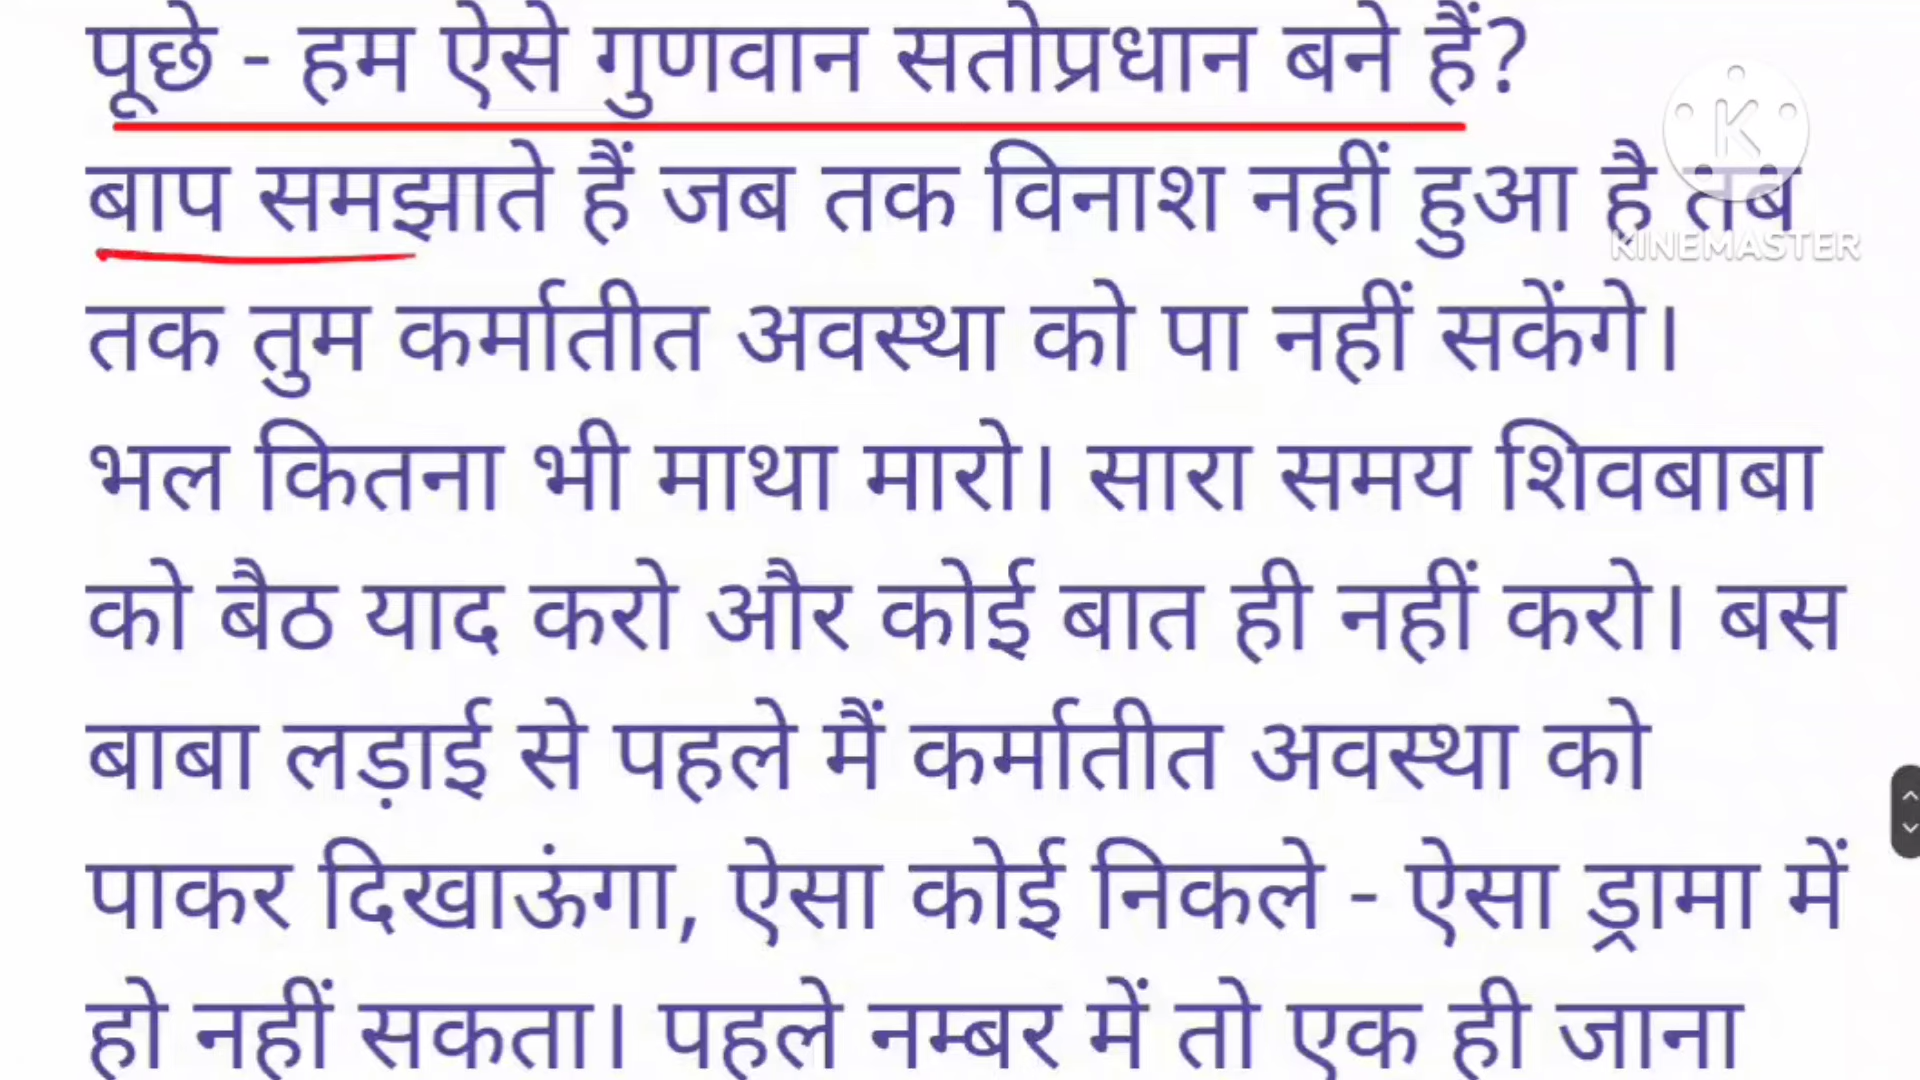 पूछे - हम ऐसे गुणवान सतोप्रधान बने हैं?
बाप समझाते हैं जब तक विनाश नहीं हुआ है तब
KINEMASTER
तक तुम कर्मातीत अवस्था को पा नहीं सकेंगे।
भल कितना भी माथा मारो। सारा समय शिवबाबा
को बैठ याद करो और कोई बात ही नहीं करो। बस
बाबा लड़ाई से पहले मैं कर्मातीत अवस्था को
पाकर दिखाऊंगा, ऐसा कोई निकले - ऐसा ड्रामा में
हो नहीं सकता। पहले नम्बर में तो एक ही जाना